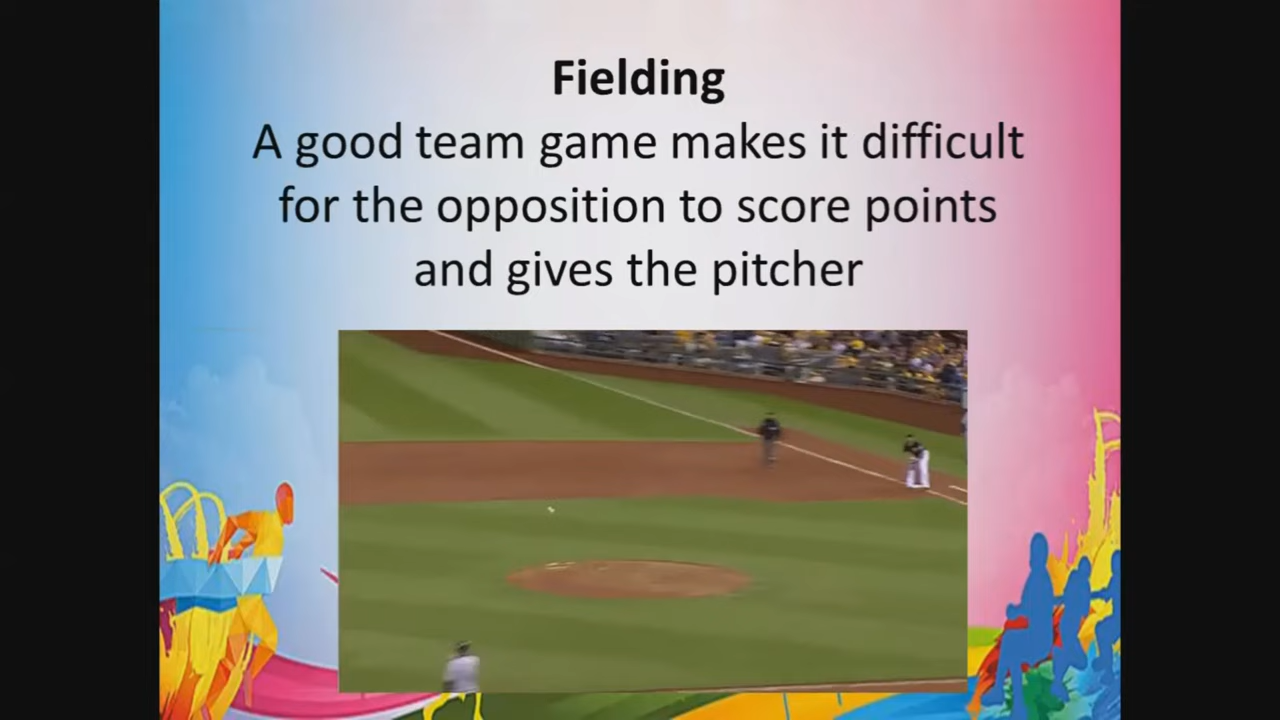 Fielding
A good team game makes it difficult
for the opposition to score points
and gives the pitcher